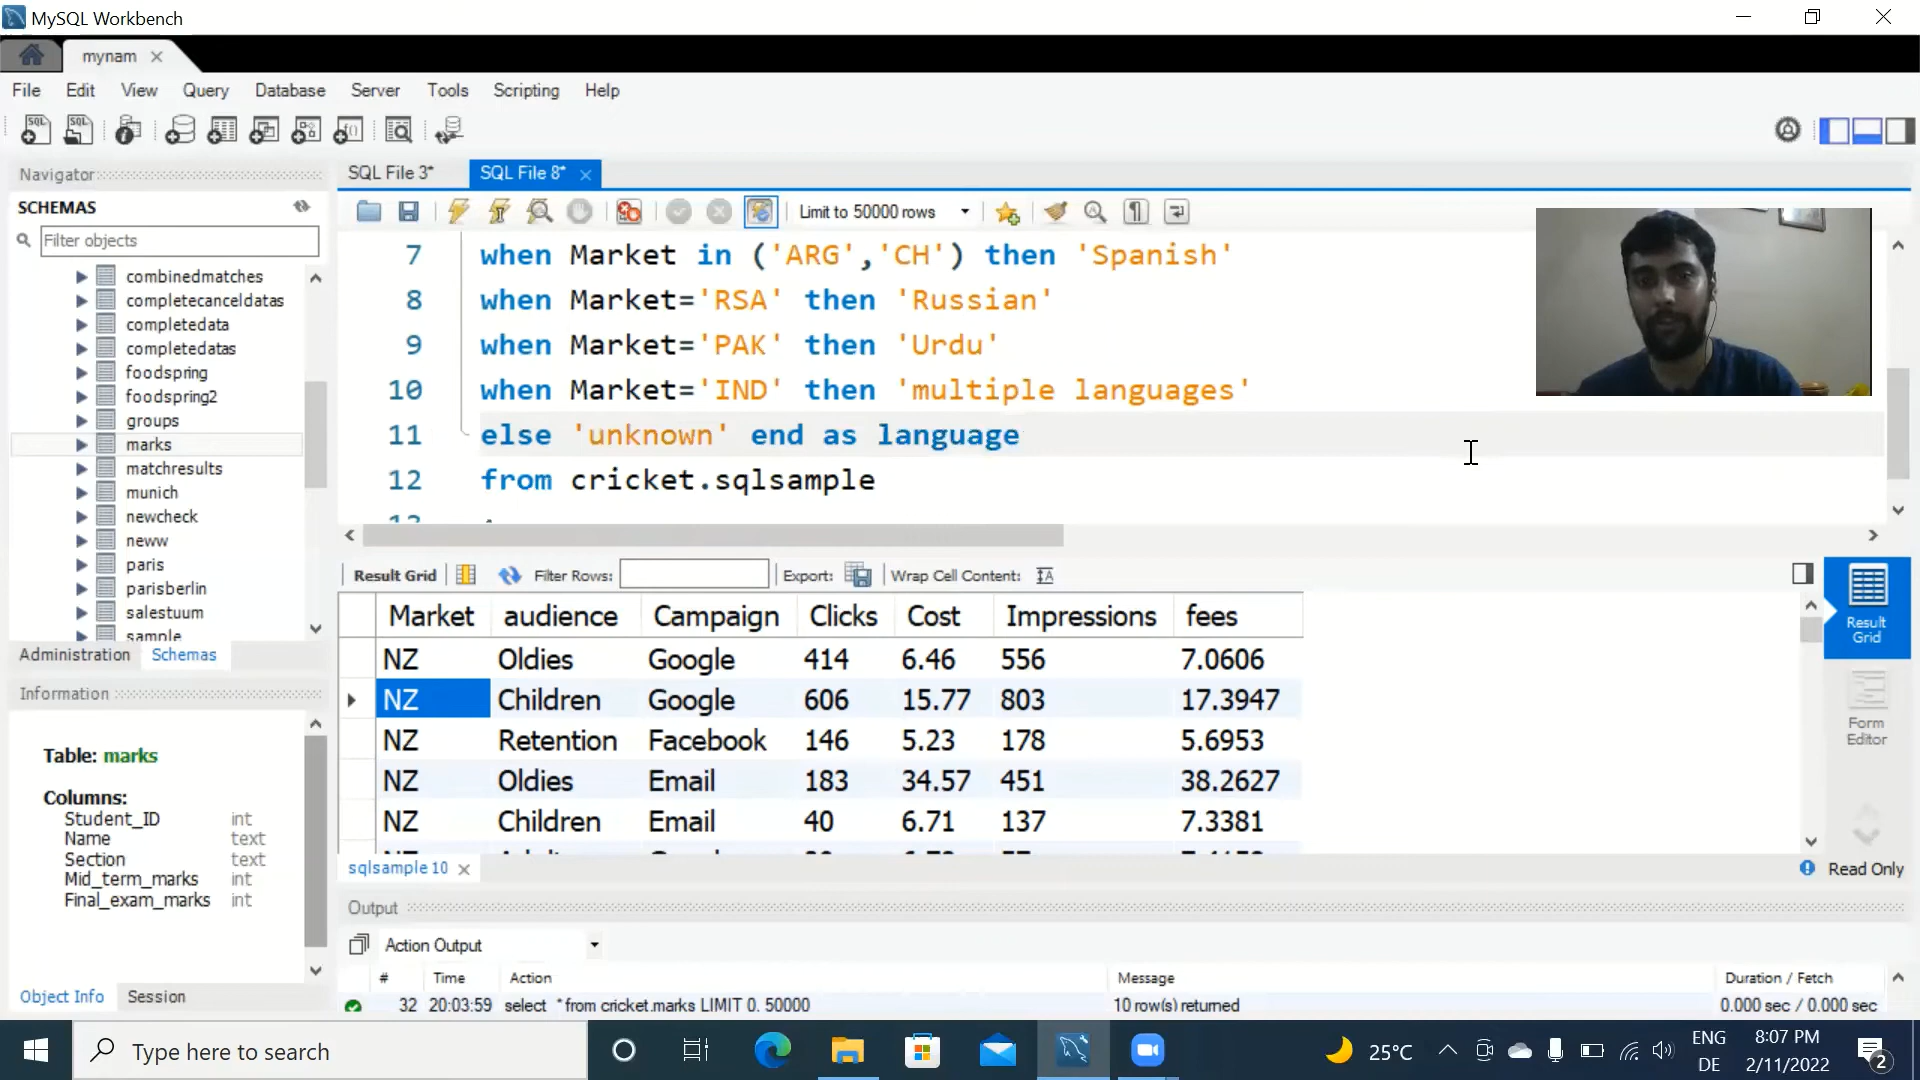 MySQL Workbench
mynam
File Edit View Query Database Server Tools Scripting Help
Navigator
SCHEMAS
Filter objects
combinedmatches
completecanceldatas
completedata
completedatas
foodspring
foodspring2
groups
marks
matchresults
munich
newcheck
neww
paris
parisberlin
salestuum
sample
Administration Schemas
Information
Table: marks
Columns:
Student_ID int
Name text
Section text
Mid_term_marks int
Final_exam_marks int
Object Info Session
SQL File 3* SQL File 8*
Limit to 50000 rows
7 when Market in ('ARG','CH') then 'Spanish'
8 when Market='RSA' then 'Russian'
9 when Market='PAK' then 'Urdu'
10 when Market='IND' then 'multiple languages'
11 else 'unknown' end as language
12 from cricket.sqlsample
Result Grid Filter Rows: Export: Wrap Cell Content:
Market audience Campaign Clicks Cost Impressions fees
NZ Oldies Google 414 6.46 556 7.0606
NZ Children Google 606 15.77 803 17.3947
NZ Retention Facebook 146 5.23 178 5.6953
NZ Oldies Email 183 34.57 451 38.2627
NZ Children Email 40 6.71 137 7.3381
Result Grid
Form Editor
sqlsample 10
Read Only
Output
Action Output
# Time Action Message Duration / Fetch
32 20:03:59 select * from cricket.marks LIMIT 0, 50000 10 row(s) returned 0.000 sec / 0.000 sec
Type here to search
25°C
ENG
DE
8:07 PM
2/11/2022
2